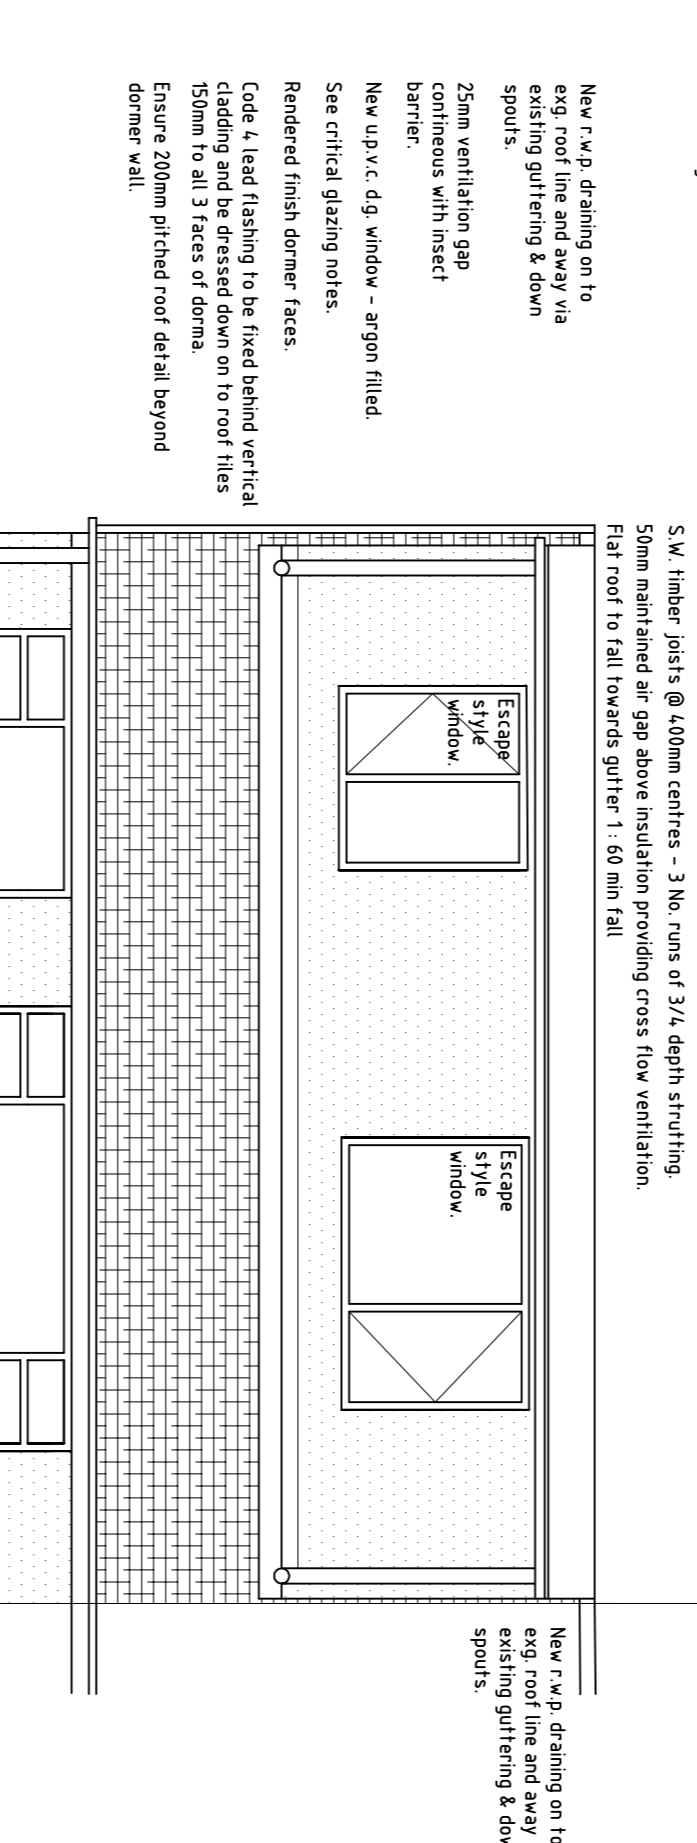 S.W. timber joists @ 400mm centres - 3 No. runs of 3/4 depth strutting.
50mm maintained air gap above insulation providing cross flow ventilation.
Flat roof to fall towards gutter 1 : 60 min fall
New r.w.p. draining on to
exg. roof line and away via
existing guttering & down
spouts.
25mm ventilation gap
contineous with insect
barrier.
New u.p.v.c. d.g. window - argon filled.
See critical glazing notes.
Rendered finish dormer faces.
Code 4 lead flashing to be fixed behind vertical
cladding and be dressed down on to roof tiles
150mm to all 3 faces of dorma.
Ensure 200mm pitched roof detail beyond
dormer wall.
Escape
style
window.
Escape
style
window.
New r.w.p. draining on to
exg. roof line and away
existing guttering & dow
spouts.